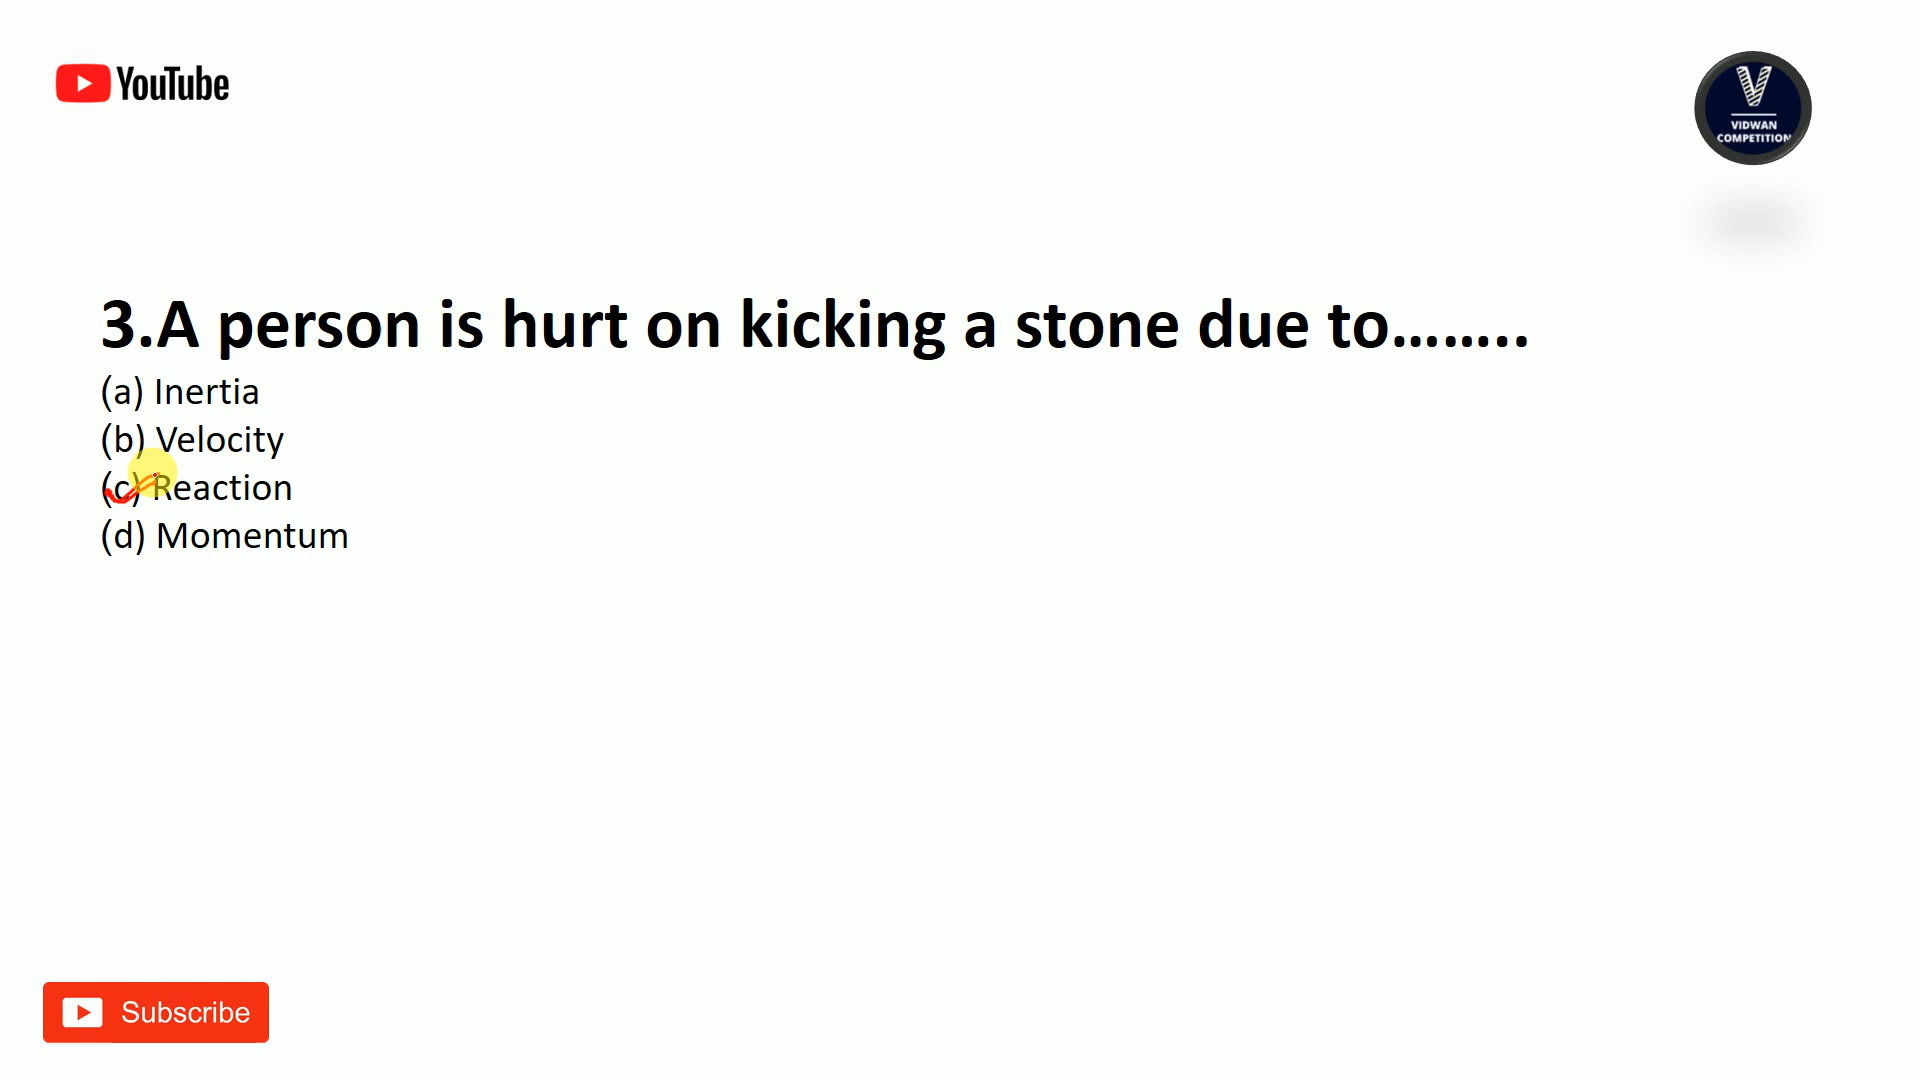 YouTube
V
VIDWAN
COMPETITION
3.A person is hurt on kicking a stone due to……..
(a) Inertia
(b) Velocity
(c) Reaction
(d) Momentum
Subscribe